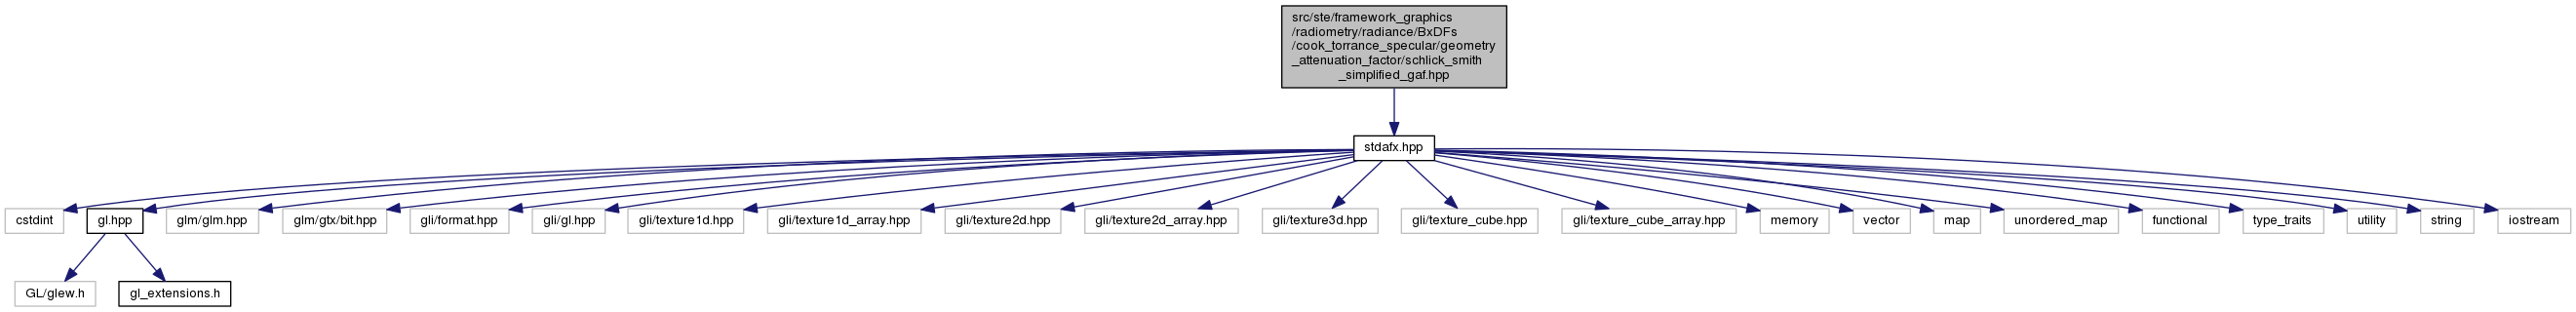 src/ste/framework_graphics
/radiometry/radiance/BxDFs
/cook_torrance_specular/geometry
_attenuation_factor/schlick_smith
_simplified_gaf.hpp
stdafx.hpp
cstdint
gl.hpp
glm/glm.hpp
glm/gtx/bit.hpp
gli/format.hpp
gli/gl.hpp
gli/texture1d.hpp
gli/texture1d_array.hpp
gli/texture2d.hpp
gli/texture2d_array.hpp
gli/texture3d.hpp
gli/texture_cube.hpp
gli/texture_cube_array.hpp
memory
vector
map
unordered_map
functional
type_traits
utility
string
iostream
GL/glew.h
gl_extensions.h